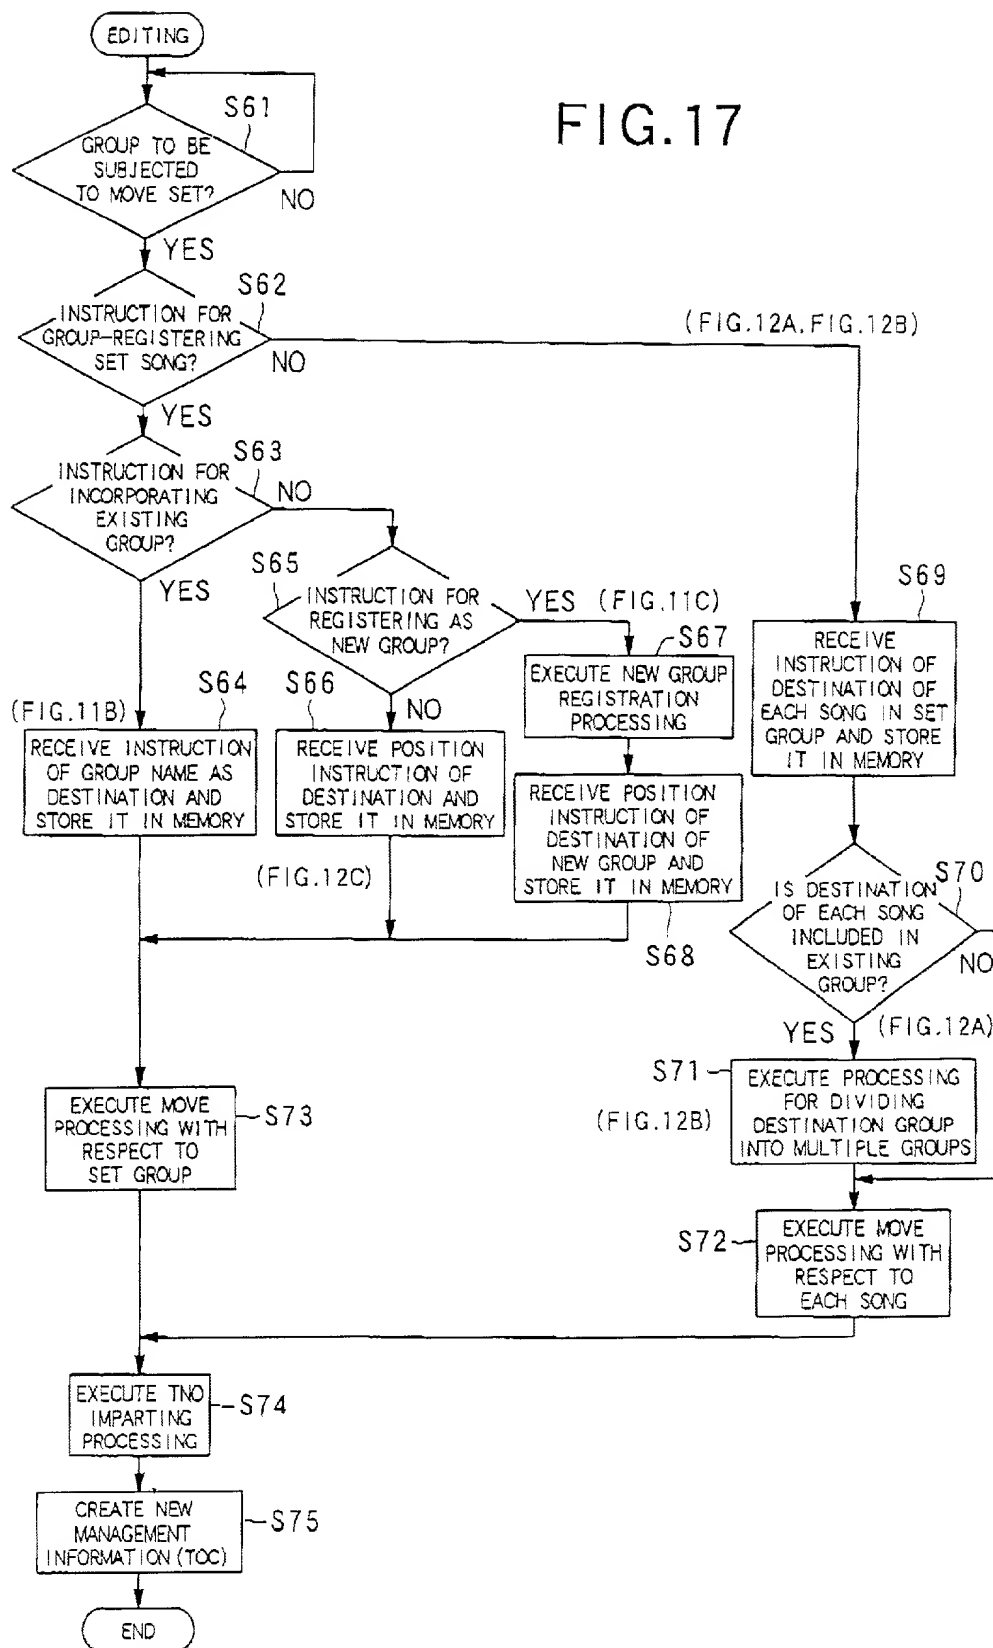 EDITING
FIG.17
S61
GROUP TO BE
SUBJECTED
TO MOVE SET?
NO
YES
S62
INSTRUCTION FOR
GROUP-REGISTERING
SET SONG?
NO
(FIG.12A,FIG.12B)
YES
S63
INSTRUCTION FOR
INCORPORATING
EXISTING
GROUP?
NO
YES
S65
INSTRUCTION FOR
REGISTERING AS
NEW GROUP?
YES (FIG.11C)
NO
S67
EXECUTE NEW GROUP
REGISTRATION
PROCESSING
S69
RECEIVE
INSTRUCTION OF
DESTINATION OF
EACH SONG IN SET
GROUP AND STORE
IT IN MEMORY
(FIG.11B)
S64
RECEIVE INSTRUCTION
OF GROUP NAME AS
DESTINATION AND
STORE IT IN MEMORY
S66
RECEIVE POSITION
INSTRUCTION OF
DESTINATION AND
STORE IT IN MEMORY
(FIG.12C)
RECEIVE POSITION
INSTRUCTION OF
DESTINATION OF
NEW GROUP AND
STORE IT IN MEMORY
S68
S70
IS DESTINATION
OF EACH SONG
INCLUDED IN
EXISTING
GROUP?
NO
YES
(FIG.12A)
S71
(FIG.12B)
EXECUTE PROCESSING
FOR DIVIDING
DESTINATION GROUP
INTO MULTIPLE GROUPS
EXECUTE MOVE
PROCESSING WITH
RESPECT TO
SET GROUP
S73
S72
EXECUTE MOVE
PROCESSING WITH
RESPECT TO
EACH SONG
EXECUTE TNO
IMPARTING
PROCESSING
S74
CREATE NEW
MANAGEMENT
INFORMATION(TOC)
S75
END